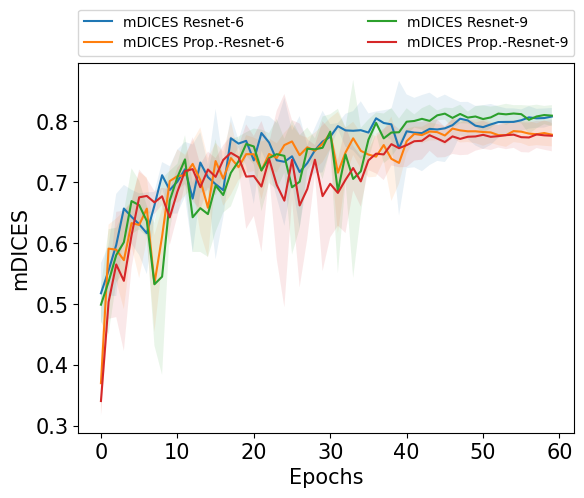 mDICES Resnet-6 mDICES Resnet-9
mDICES Prop.-Resnet-6 mDICES Prop.-Resnet-9
0.8
0.7
0.6
0.5
0.4
0.3
mDICES
0 10 20 30 40 50 60
Epochs